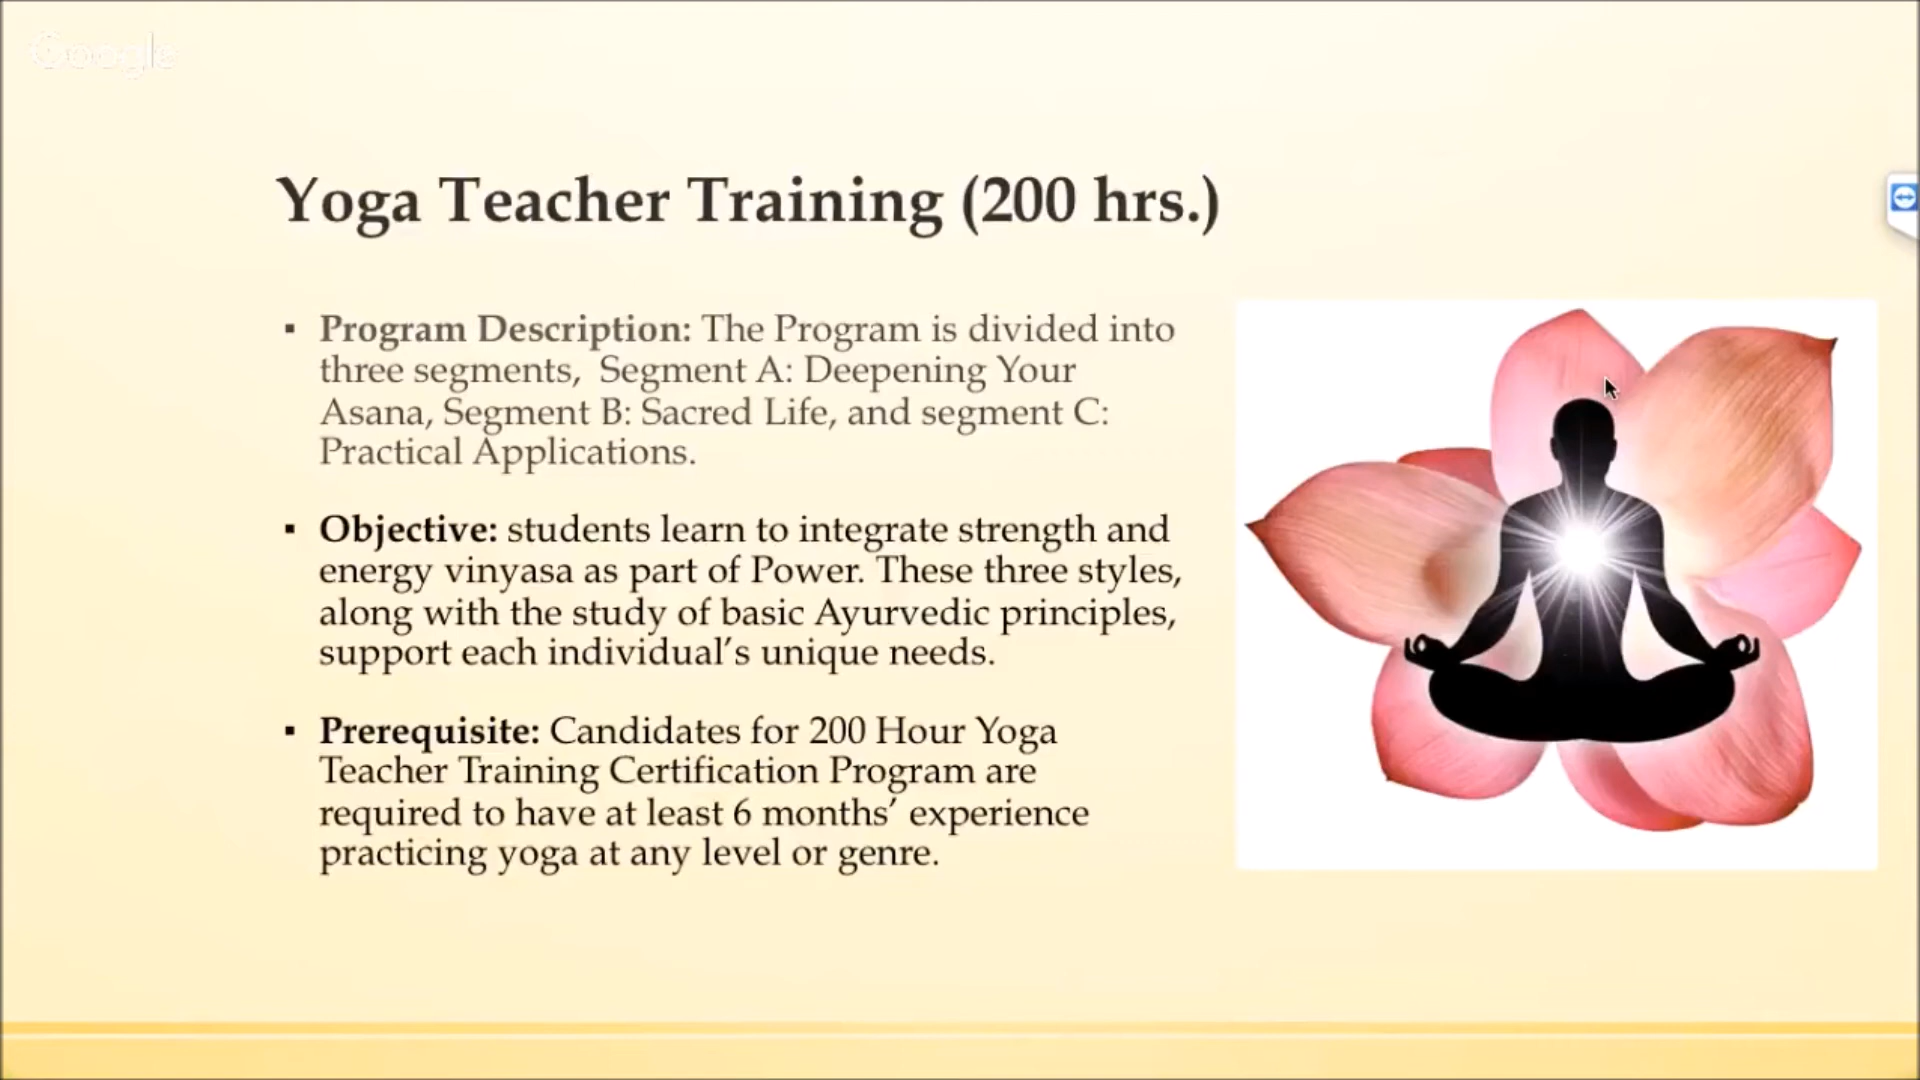 Google
Yoga Teacher Training (200 hrs.)
▪ Program Description: The Program is divided into
three segments,  Segment A: Deepening Your
Asana, Segment B: Sacred Life, and segment C:
Practical Applications.
▪ Objective: students learn to integrate strength and
energy vinyasa as part of Power. These three styles,
along with the study of basic Ayurvedic principles,
support each individual’s unique needs.
▪ Prerequisite: Candidates for 200 Hour Yoga
Teacher Training Certification Program are
required to have at least 6 months’ experience
practicing yoga at any level or genre.